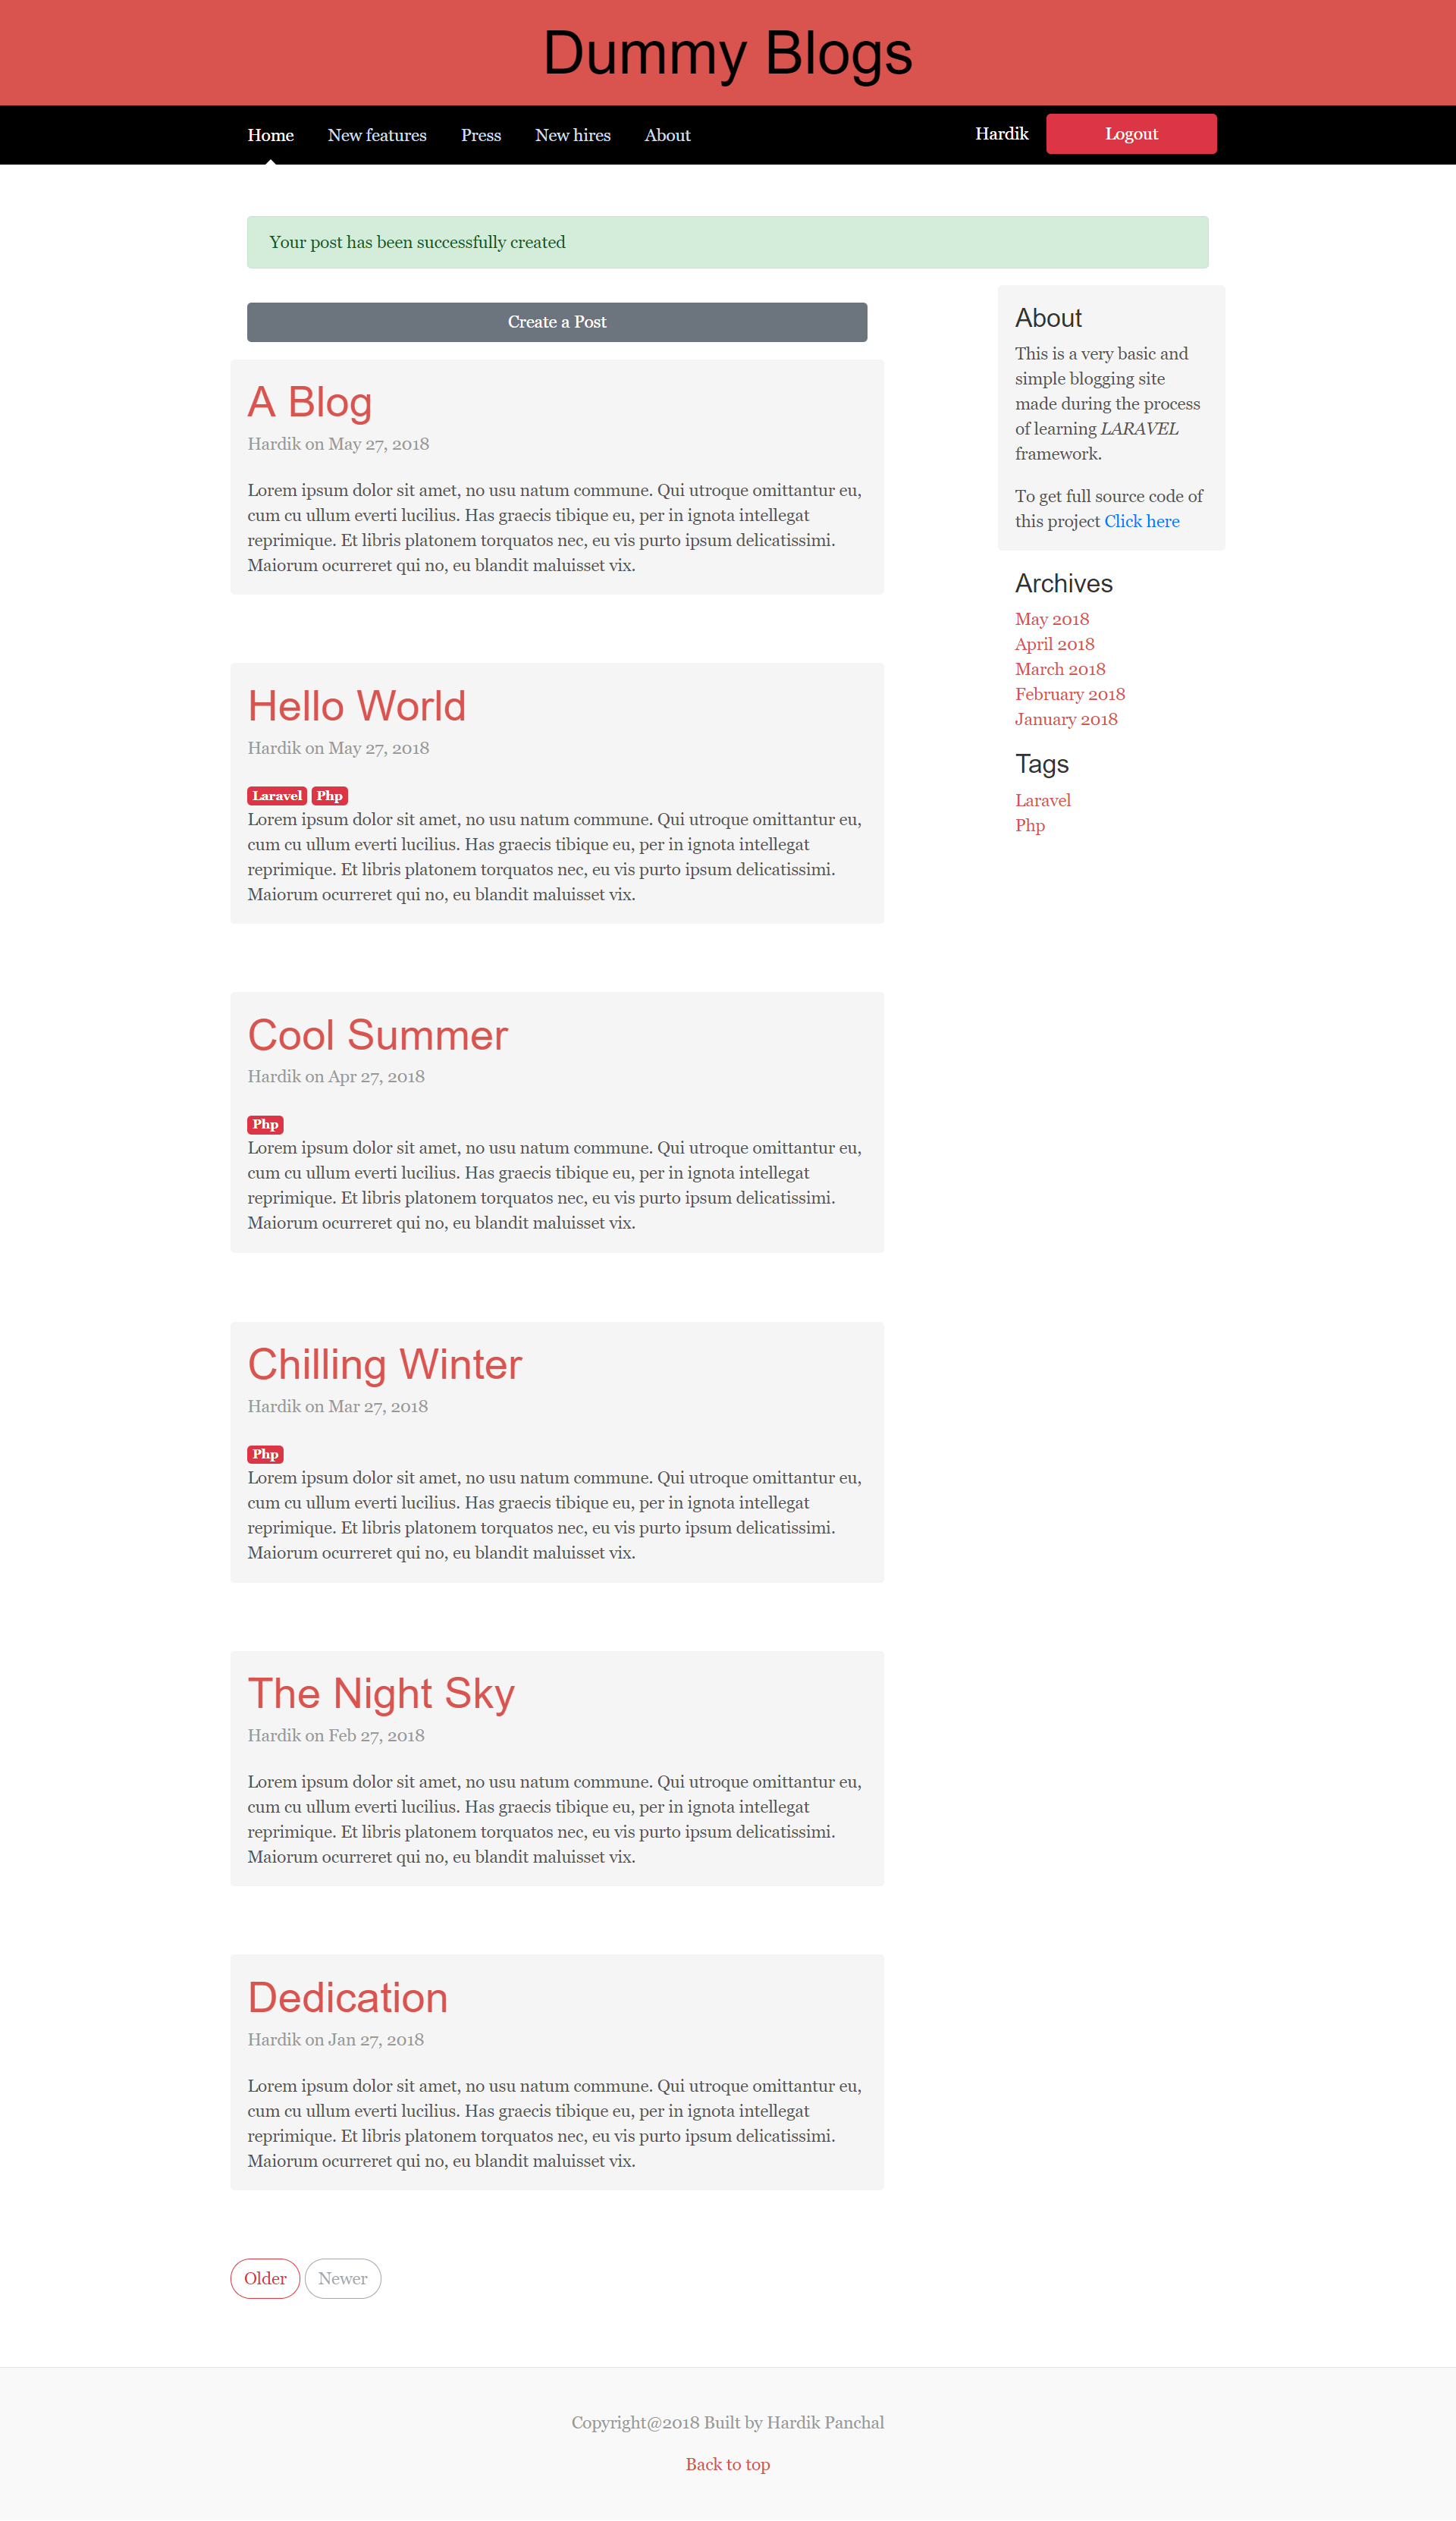 Dummy Blogs
Home New features Press New hires About Hardik Logout
Your post has been successfully created
Create a Post
A Blog
Hardik on May 27, 2018
Lorem ipsum dolor sit amet, no usu natum commune. Qui utroque omittantur eu,
cum cu ullum everti lucilius. Has graecis tibique eu, per in ignota intellegat
reprimique. Et libris platonem torquatos nec, eu vis purto ipsum delicatissimi.
Maiorum ocurreret qui no, eu blandit maluisset vix.
Hello World
Hardik on May 27, 2018
Laravel Php
Lorem ipsum dolor sit amet, no usu natum commune. Qui utroque omittantur eu,
cum cu ullum everti lucilius. Has graecis tibique eu, per in ignota intellegat
reprimique. Et libris platonem torquatos nec, eu vis purto ipsum delicatissimi.
Maiorum ocurreret qui no, eu blandit maluisset vix.
Cool Summer
Hardik on Apr 27, 2018
Php
Lorem ipsum dolor sit amet, no usu natum commune. Qui utroque omittantur eu,
cum cu ullum everti lucilius. Has graecis tibique eu, per in ignota intellegat
reprimique. Et libris platonem torquatos nec, eu vis purto ipsum delicatissimi.
Maiorum ocurreret qui no, eu blandit maluisset vix.
Chilling Winter
Hardik on Mar 27, 2018
Php
Lorem ipsum dolor sit amet, no usu natum commune. Qui utroque omittantur eu,
cum cu ullum everti lucilius. Has graecis tibique eu, per in ignota intellegat
reprimique. Et libris platonem torquatos nec, eu vis purto ipsum delicatissimi.
Maiorum ocurreret qui no, eu blandit maluisset vix.
The Night Sky
Hardik on Feb 27, 2018
Lorem ipsum dolor sit amet, no usu natum commune. Qui utroque omittantur eu,
cum cu ullum everti lucilius. Has graecis tibique eu, per in ignota intellegat
reprimique. Et libris platonem torquatos nec, eu vis purto ipsum delicatissimi.
Maiorum ocurreret qui no, eu blandit maluisset vix.
Dedication
Hardik on Jan 27, 2018
Lorem ipsum dolor sit amet, no usu natum commune. Qui utroque omittantur eu,
cum cu ullum everti lucilius. Has graecis tibique eu, per in ignota intellegat
reprimique. Et libris platonem torquatos nec, eu vis purto ipsum delicatissimi.
Maiorum ocurreret qui no, eu blandit maluisset vix.
Older Newer
About
This is a very basic and
simple blogging site
made during the process
of learning LARAVEL
framework.
To get full source code of
this project Click here
Archives
May 2018
April 2018
March 2018
February 2018
January 2018
Tags
Laravel
Php
Copyright@2018 Built by Hardik Panchal
Back to top